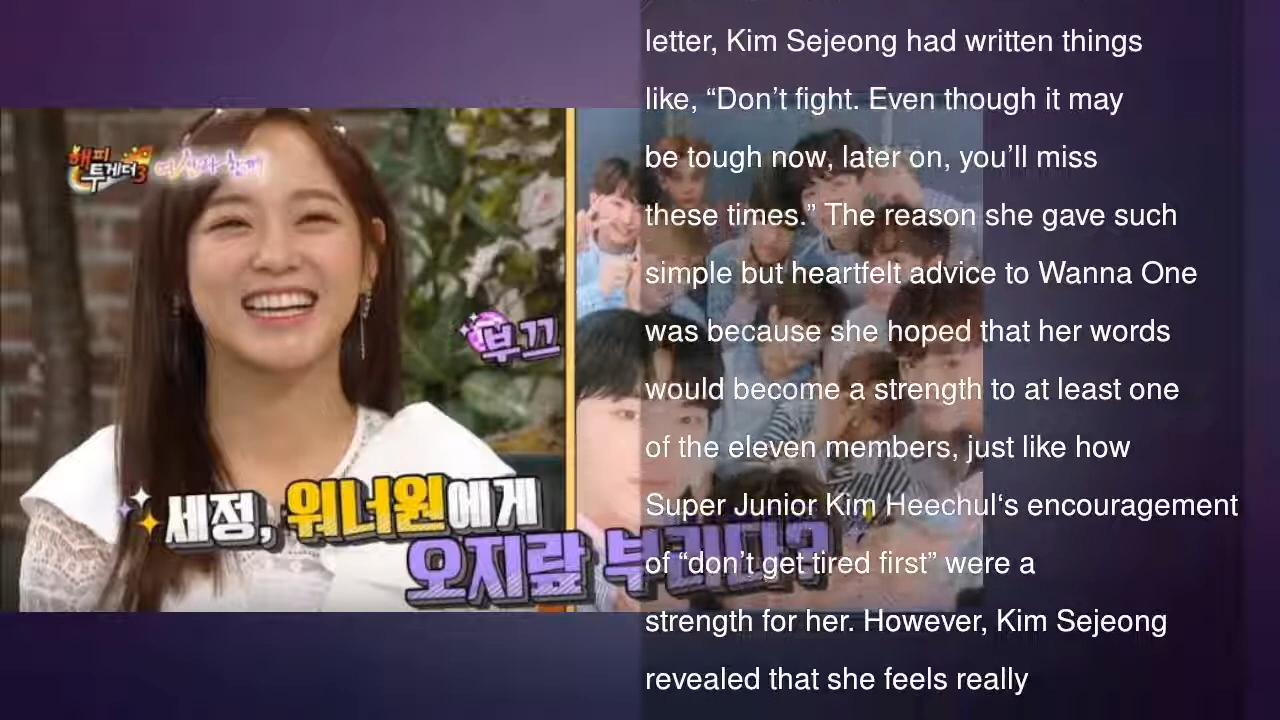 해피
투게더3
부끄
세정, 워너원에게
오지랖 부리다?
letter, Kim Sejeong had written things
like, “Don’t fight. Even though it may
be tough now, later on, you’ll miss
these times.” The reason she gave such
simple but heartfelt advice to Wanna One
was because she hoped that her words
would become a strength to at least one
of the eleven members, just like how
Super Junior Kim Heechul‘s encouragement
of “don’t get tired first” were a
strength for her. However, Kim Sejeong
revealed that she feels really